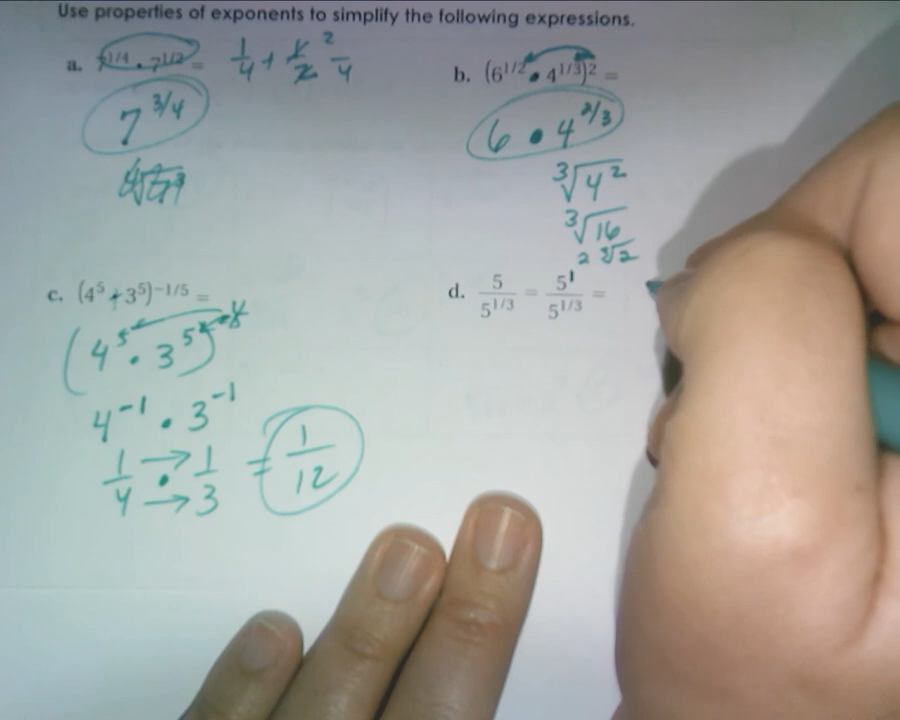 Use properties of exponents to simplify the following expressions.
a. 7^1/4 · 7^1/2 = 1/4 + 1/2 2/4
7^3/4
b. (6^1/2 • 4^1/3)^2 =
6 • 4^2/3
³√4²
³√16
2 ³√2
c. (4^5 + 3^5)^-1/5 =
(4^5 · 3^5)
4^-1 · 3^-1
1/4 → · → 1/3 = 1/12
d. 5/5^1/3 = 5^1/5^1/3 =